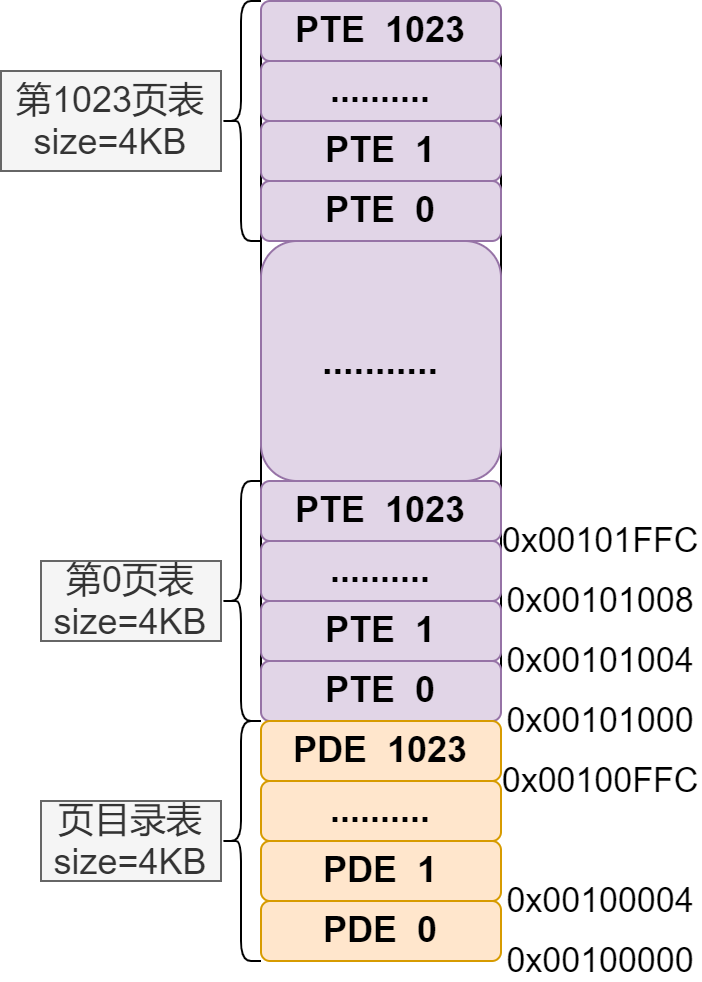 PTE 1023
..........
PTE 1
PTE 0
第1023页表
size=4KB
...........
PTE 1023
0x00101FFC
..........
0x00101008
PTE 1
0x00101004
PTE 0
0x00101000
第0页表
size=4KB
PDE 1023
0x00100FFC
..........
PDE 1
0x00100004
PDE 0
0x00100000
页目录表
size=4KB